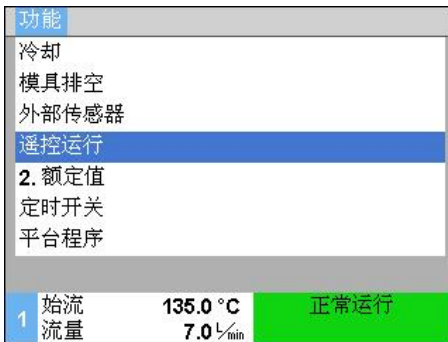 功能
冷却
模具排空
外部传感器
遥控运行
2. 额定值
定时开关
平台程序
1 始流 135.0 °C 正常运行
流量 7.0 L/min